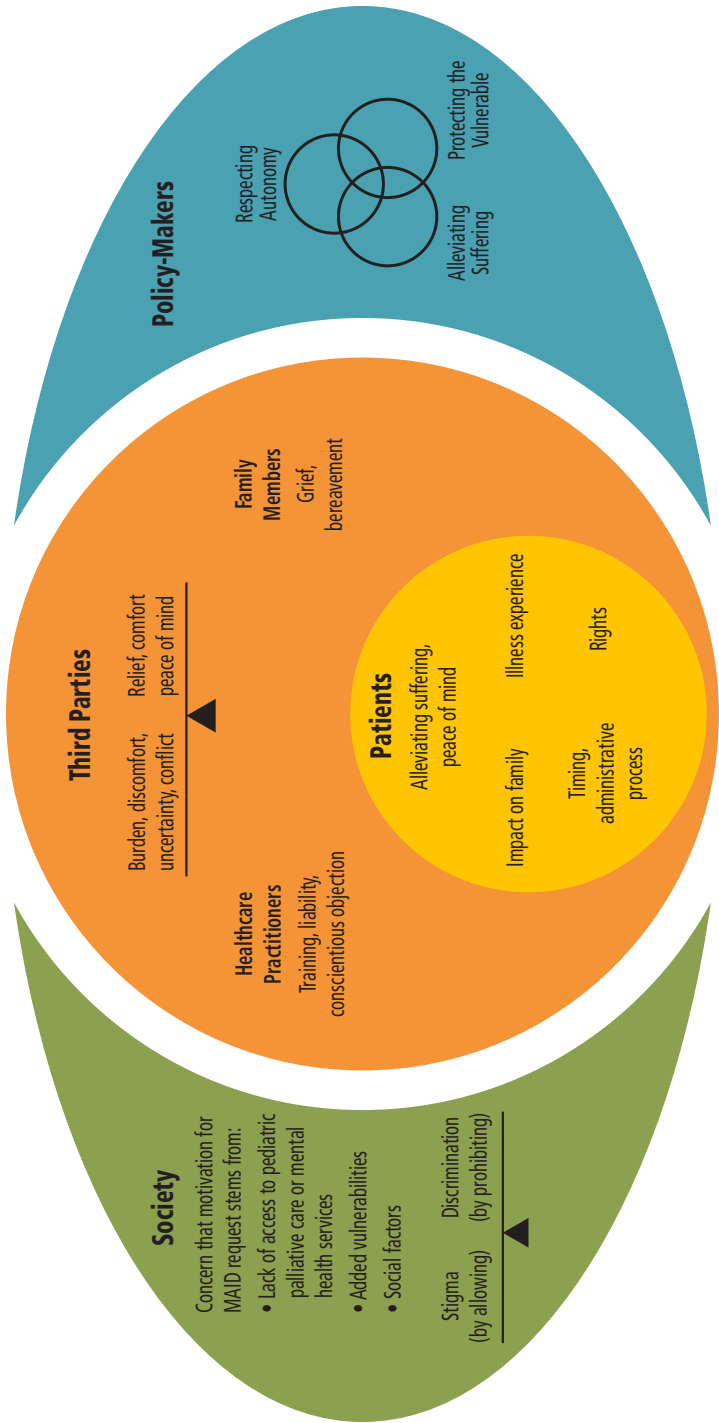 Society
Concern that motivation for
MAID request stems from:
• Lack of access to pediatric
palliative care or mental
health services
• Added vulnerabilities
• Social factors
Stigma
(by allowing)
Discrimination
(by prohibiting)
Third Parties
Burden, discomfort,
uncertainty, conflict
Relief, comfort
peace of mind
Healthcare
Practitioners
Training, liability,
conscientious objection
Family
Members
Grief,
bereavement
Patients
Alleviating suffering,
peace of mind
Impact on family
Illness experience
Timing,
administrative
process
Rights
Policy-Makers
Respecting
Autonomy
Alleviating
Suffering
Protecting the
Vulnerable